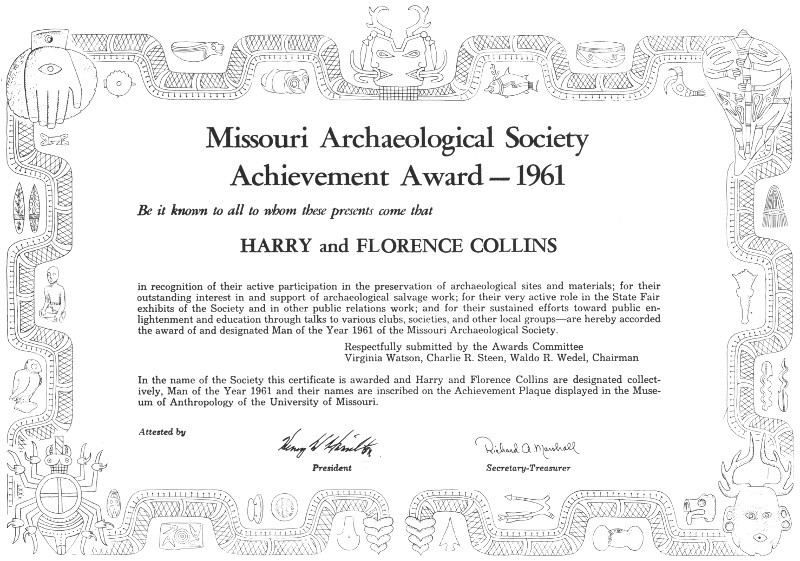 Missouri Archaeological Society
Achievement Award — 1961
Be it known to all to whom these presents come that
HARRY and FLORENCE COLLINS
in recognition of their active participation in the preservation of archaeological sites and materials; for their
outstanding interest in and support of archaeological salvage work; for their very active role in the State Fair
exhibits of the Society and in other public relations work; and for their sustained efforts toward public en-
lightenment and education through talks to various clubs, societies, and other local groups—are hereby accorded
the award of and designated Man of the Year 1961 of the Missouri Archaeological Society.
Respectfully submitted by the Awards Committee
Virginia Watson, Charlie R. Steen, Waldo R. Wedel, Chairman
In the name of the Society this certificate is awarded and Harry and Florence Collins are designated collect-
ively, Man of the Year 1961 and their names are inscribed on the Achievement Plaque displayed in the Muse-
um of Anthropology of the University of Missouri.
Attested by
Henry W Hamilton
Richard A. Marshall
President
Secretary-Treasurer